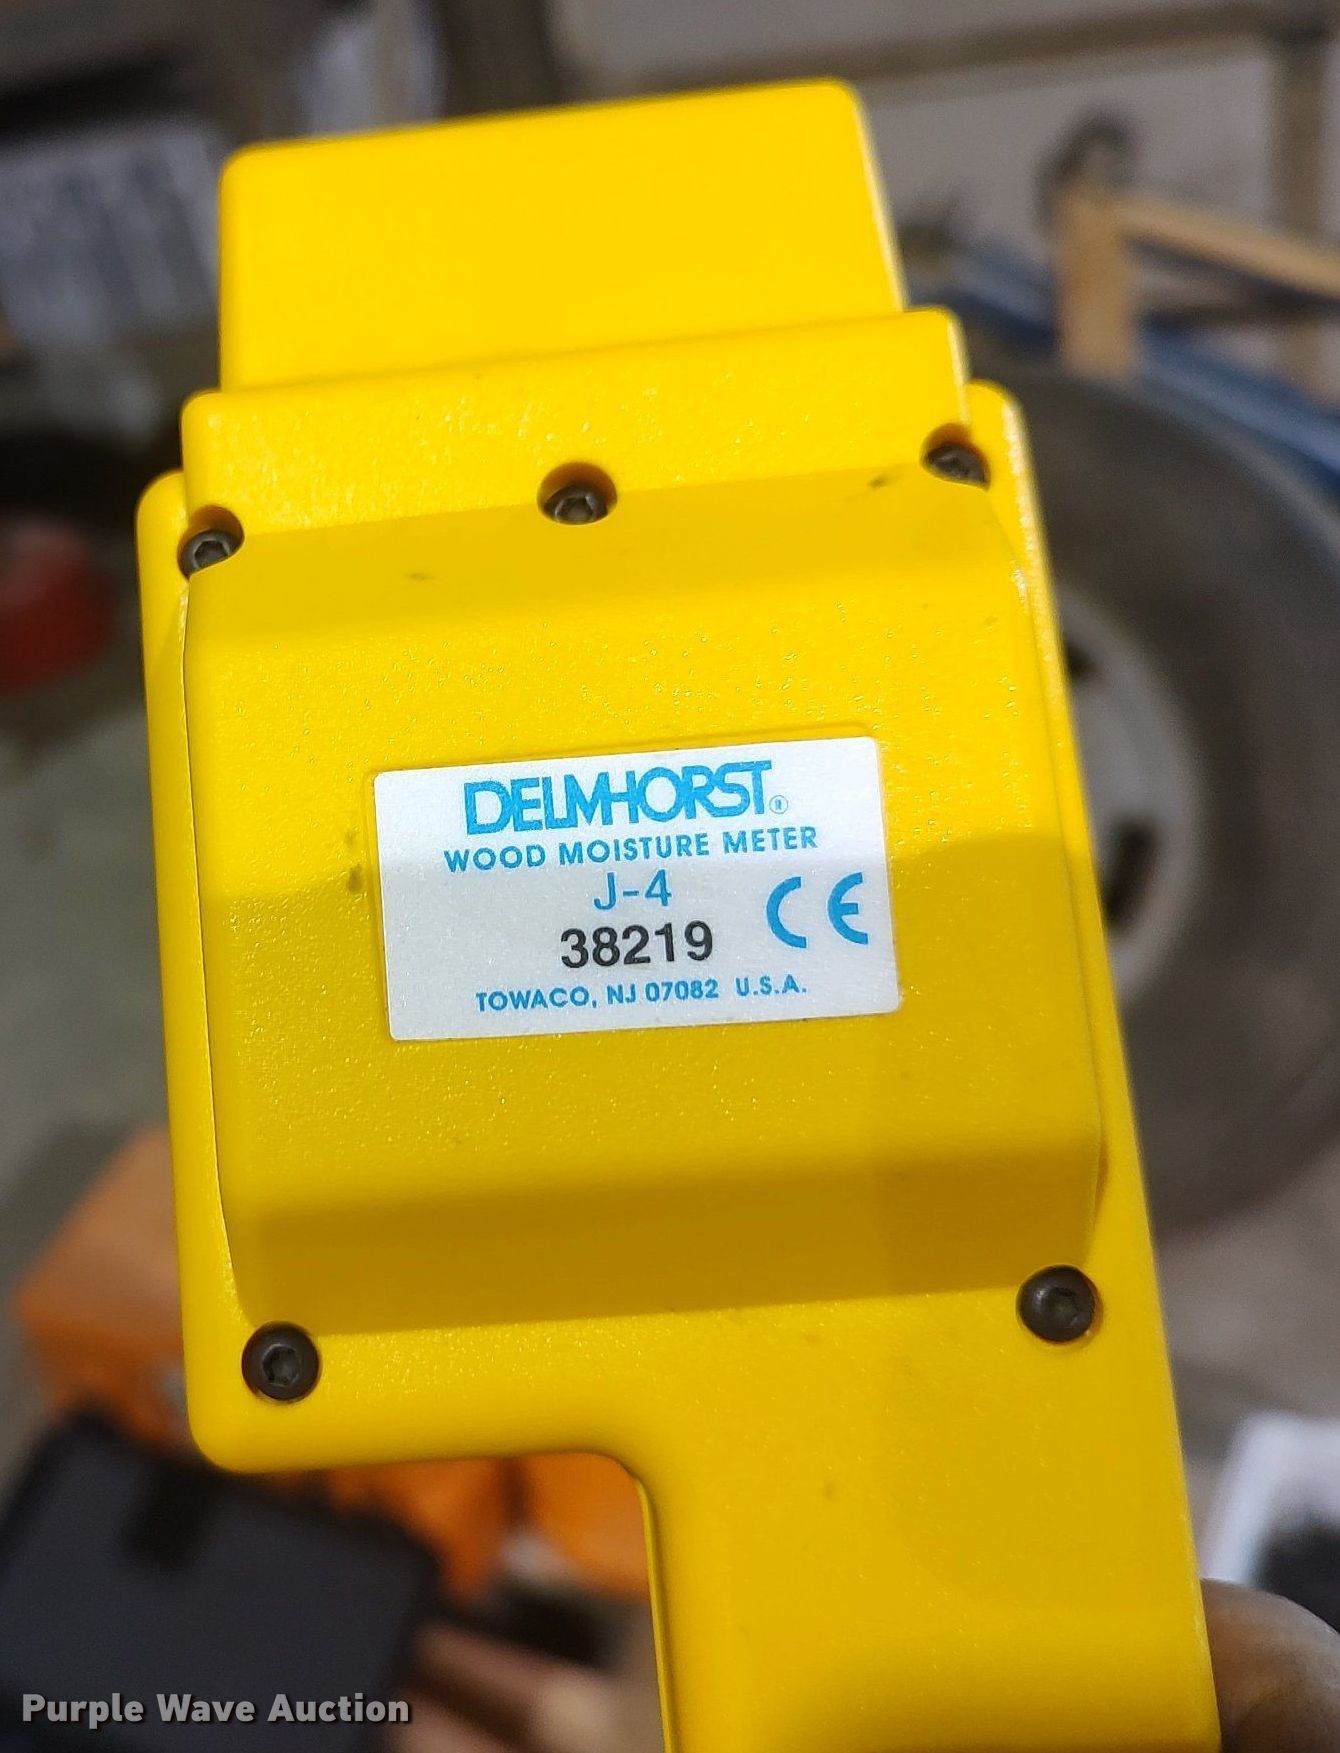 DELMHORST®
WOOD MOISTURE METER
J-4
CE
38219
TOWACO, NJ 07082 U.S.A.
Purple Wave Auction